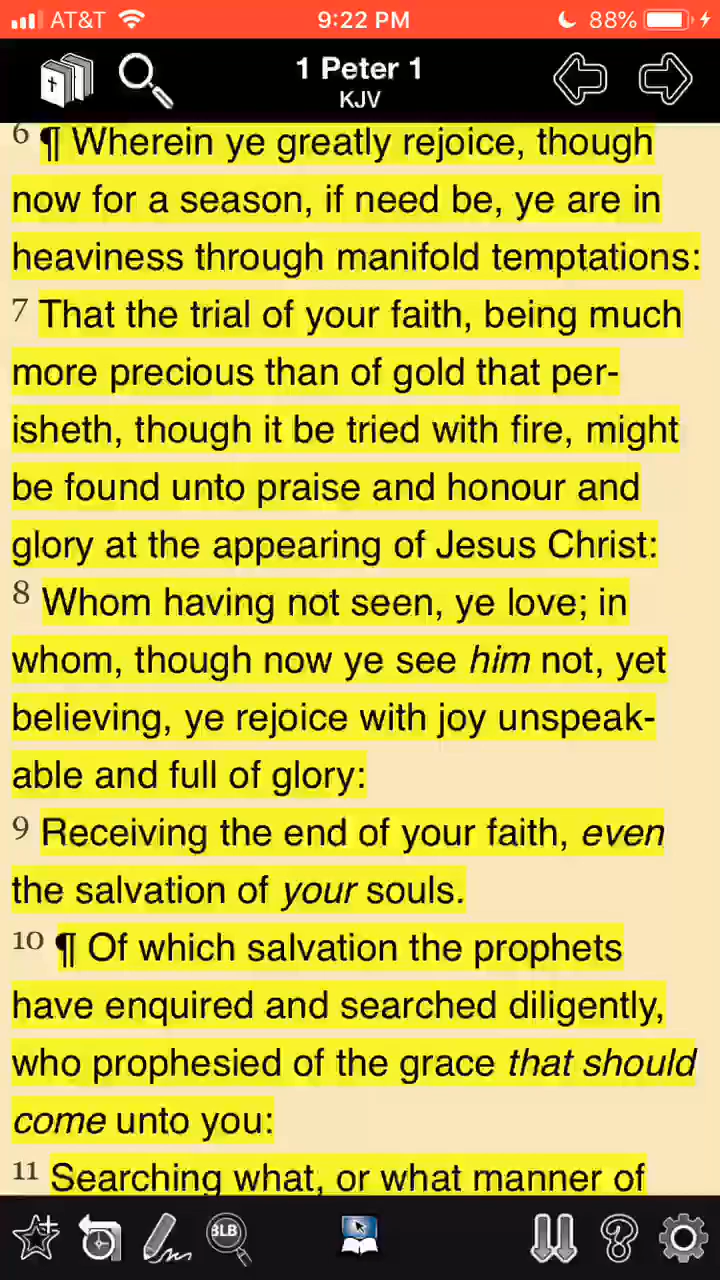 AT&T 9:22 PM 88%
1 Peter 1
KJV
6 ¶ Wherein ye greatly rejoice, though
now for a season, if need be, ye are in
heaviness through manifold temptations:
7 That the trial of your faith, being much
more precious than of gold that per-
isheth, though it be tried with fire, might
be found unto praise and honour and
glory at the appearing of Jesus Christ:
8 Whom having not seen, ye love; in
whom, though now ye see him not, yet
believing, ye rejoice with joy unspeak-
able and full of glory:
9 Receiving the end of your faith, even
the salvation of your souls.
10 ¶ Of which salvation the prophets
have enquired and searched diligently,
who prophesied of the grace that should
come unto you:
11 Searching what, or what manner of
BLB